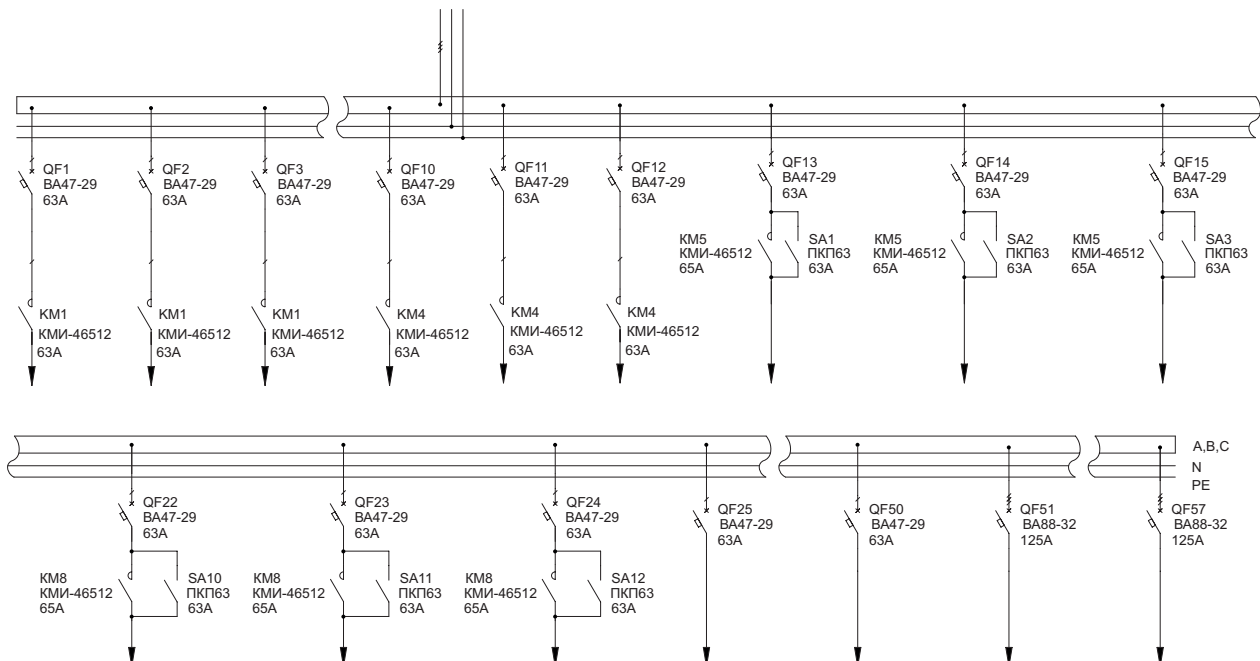 QF1
ВА47-29
63А
QF2
ВА47-29
63А
QF3
ВА47-29
63А
QF10
ВА47-29
63А
QF11
ВА47-29
63А
QF12
ВА47-29
63А
QF13
ВА47-29
63А
QF14
ВА47-29
63А
QF15
ВА47-29
63А
КМ5
КМИ-46512
65А
SA1
ПКП63
63А
КМ5
КМИ-46512
65А
SA2
ПКП63
63А
КМ5
КМИ-46512
65А
SA3
ПКП63
63А
КМ1
КМИ-46512
63А
КМ1
КМИ-46512
63А
КМ1
КМИ-46512
63А
КМ4
КМИ-46512
63А
КМ4
КМИ-46512
63А
КМ4
КМИ-46512
63А
A,B,C
N
PE
QF22
ВА47-29
63А
QF23
ВА47-29
63А
QF24
ВА47-29
63А
QF25
ВА47-29
63А
QF50
ВА47-29
63А
QF51
ВА88-32
125А
QF57
ВА88-32
125А
КМ8
КМИ-46512
65А
SA10
ПКП63
63А
КМ8
КМИ-46512
65А
SA11
ПКП63
63А
КМ8
КМИ-46512
65А
SA12
ПКП63
63А